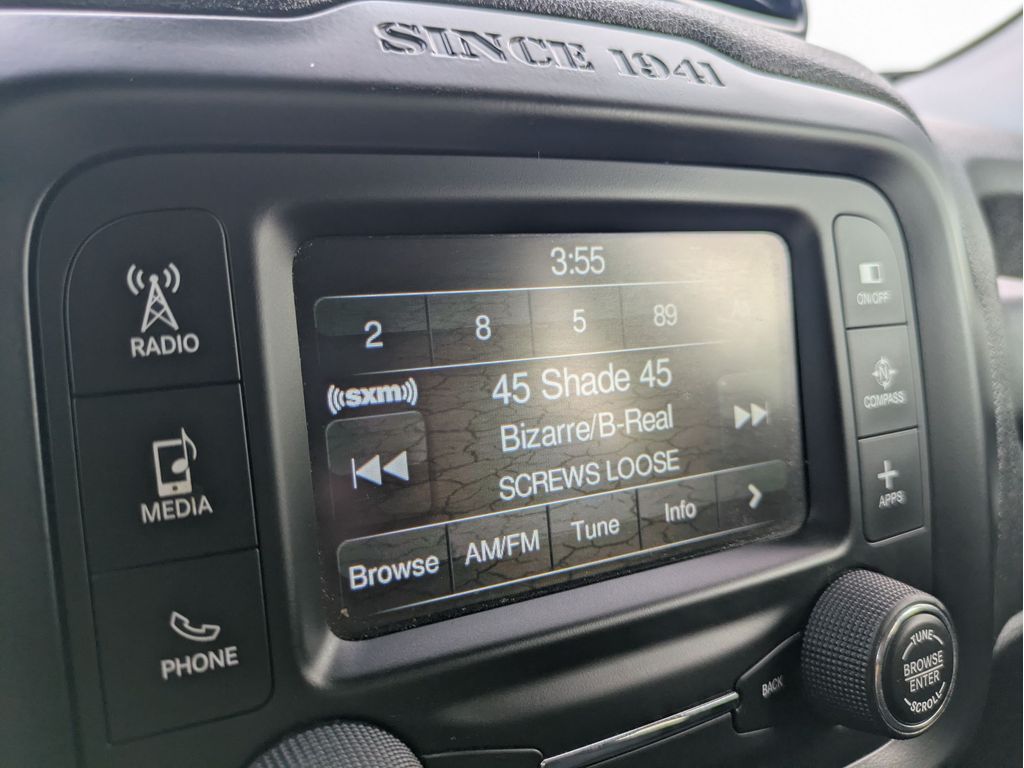 SINCE 1941
3:55
2 8 5 89
((sxm))
45 Shade 45
Bizarre/B-Real
SCREWS LOOSE
Browse AM/FM Tune Info
RADIO
MEDIA
PHONE
ON/OFF
N
COMPASS
APPS
BACK
TUNE
BROWSE
ENTER
SCROLL